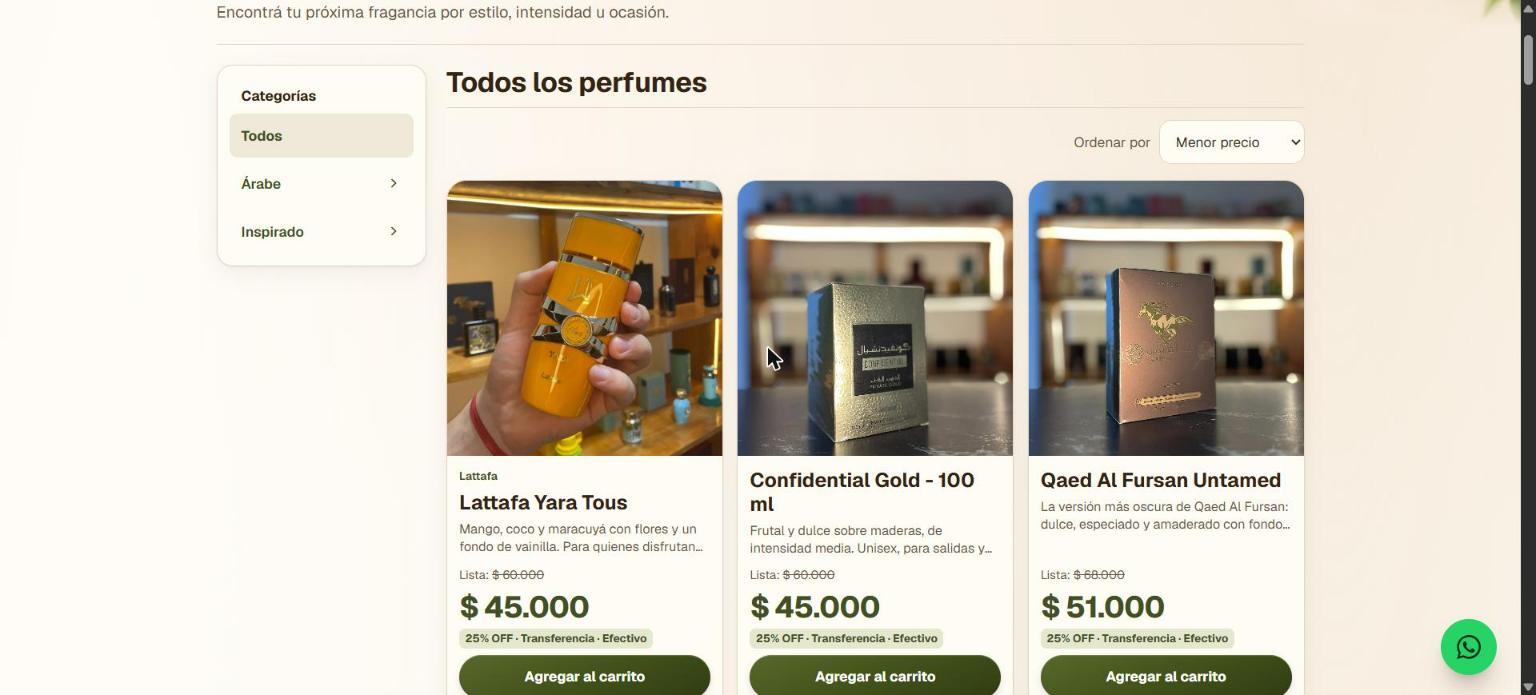 Encontrá tu próxima fragancia por estilo, intensidad u ocasión.
Categorías
Todos
Árabe
Inspirado
Todos los perfumes
Ordenar por
Menor precio
CONFIDENTIAL
PRIVATE GOLD
Lattafa
Lattafa Yara Tous
Mango, coco y maracuyá con flores y un
fondo de vainilla. Para quienes disfrutan…
Lista: $ 60.000
$ 45.000
25% OFF · Transferencia · Efectivo
Agregar al carrito
Confidential Gold - 100
ml
Frutal y dulce sobre maderas, de
intensidad media. Unisex, para salidas y…
Lista: $ 60.000
$ 45.000
25% OFF · Transferencia · Efectivo
Agregar al carrito
Qaed Al Fursan Untamed
La versión más oscura de Qaed Al Fursan:
dulce, especiado y amaderado con fondo…
Lista: $ 68.000
$ 51.000
25% OFF · Transferencia · Efectivo
Agregar al carrito